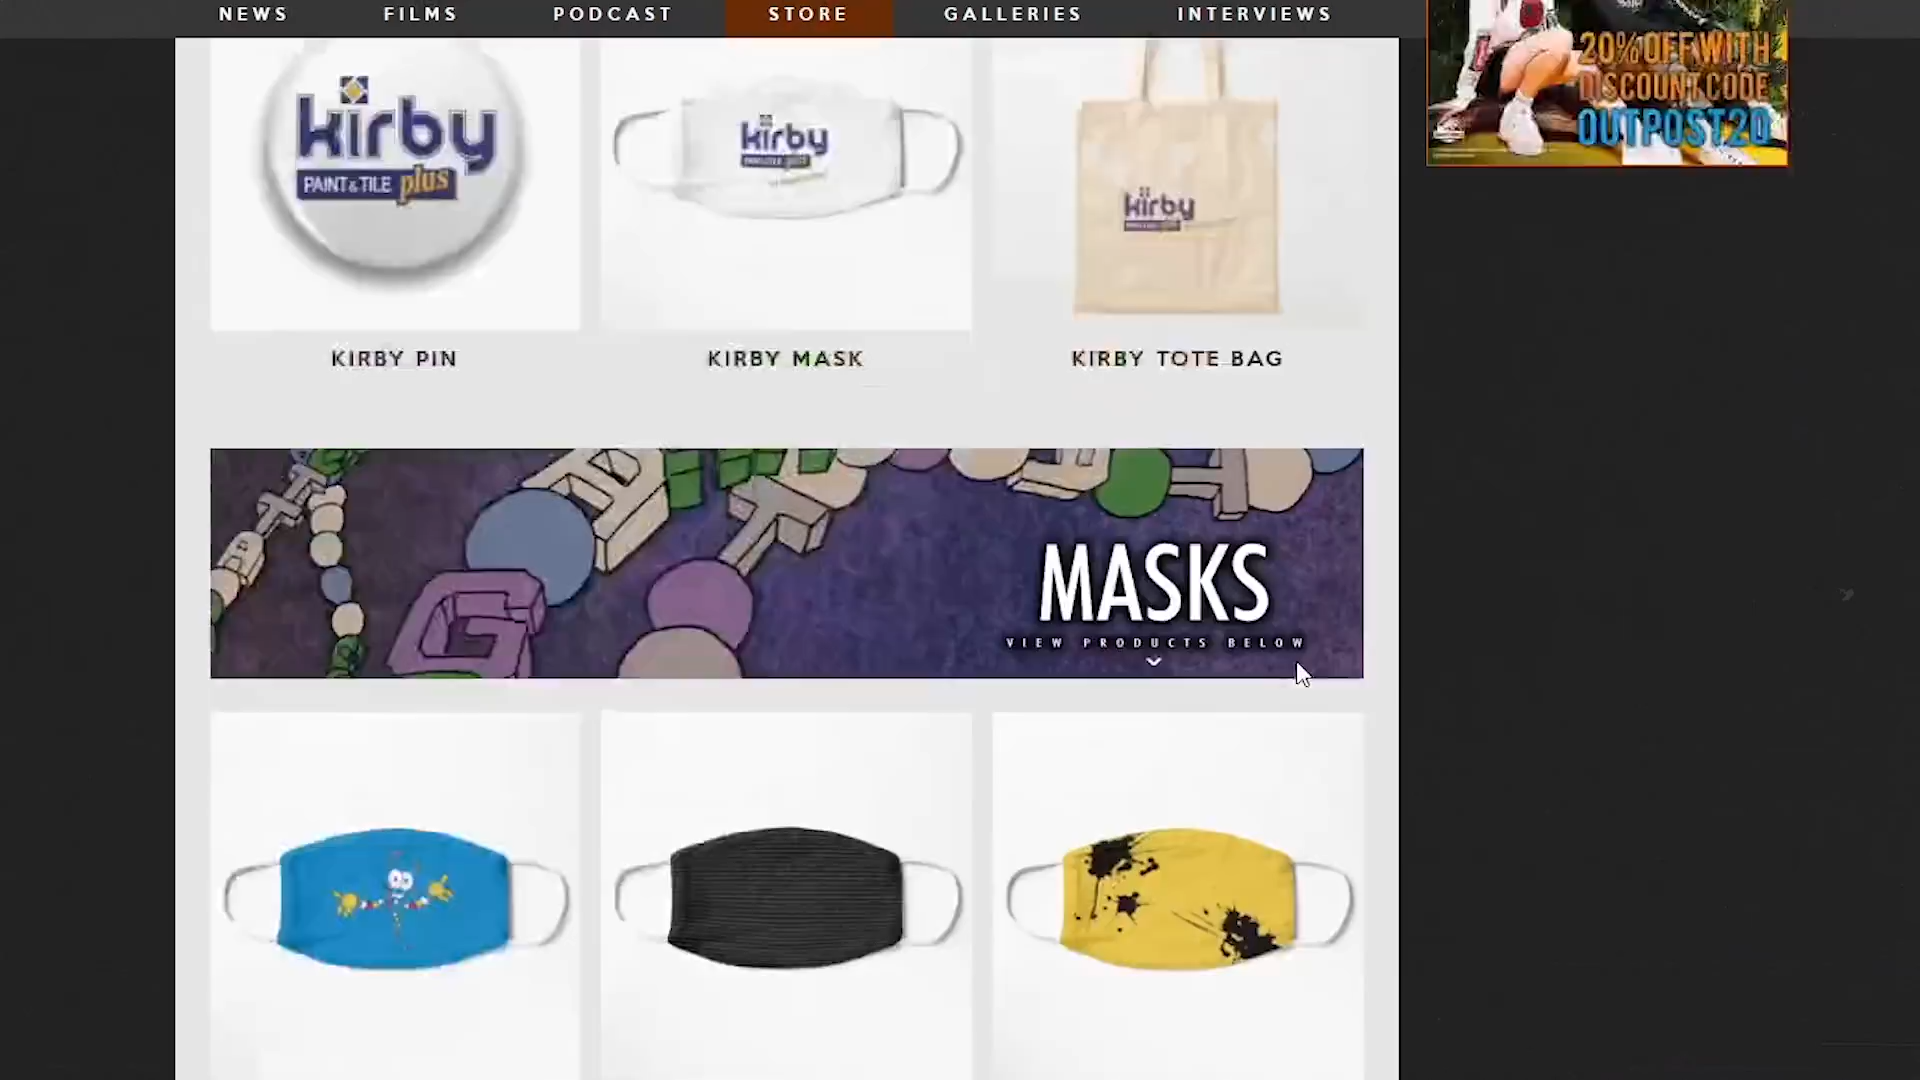 NEWS
FILMS
PODCAST
STORE
GALLERIES
INTERVIEWS
20% OFF WITH
DISCOUNT CODE
OUTPOST20
kirby
PAINT & TILE plus
kirby
kirby
KIRBY PIN
KIRBY MASK
KIRBY TOTE BAG
MASKS
VIEW PRODUCTS BELOW